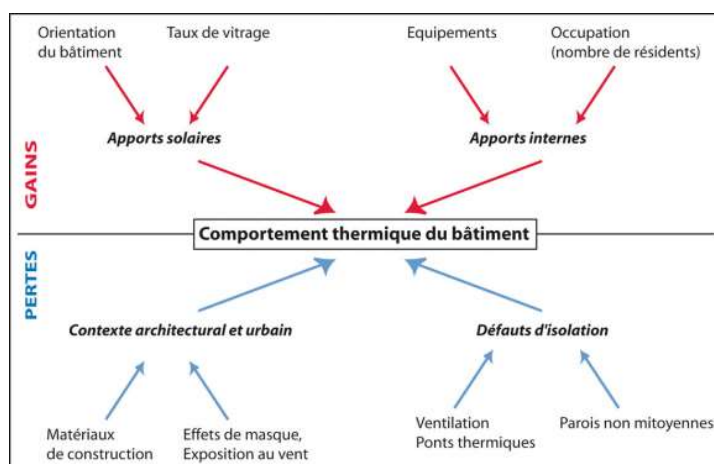 Orientation
du bâtiment
Taux de vitrage
Equipements
Occupation
(nombre de résidents)
Apports solaires
Apports internes
GAINS
Comportement thermique du bâtiment
PERTES
Contexte architectural et urbain
Défauts d'isolation
Matériaux
de construction
Effets de masque,
Exposition au vent
Ventilation
Ponts thermiques
Parois non mitoyennes